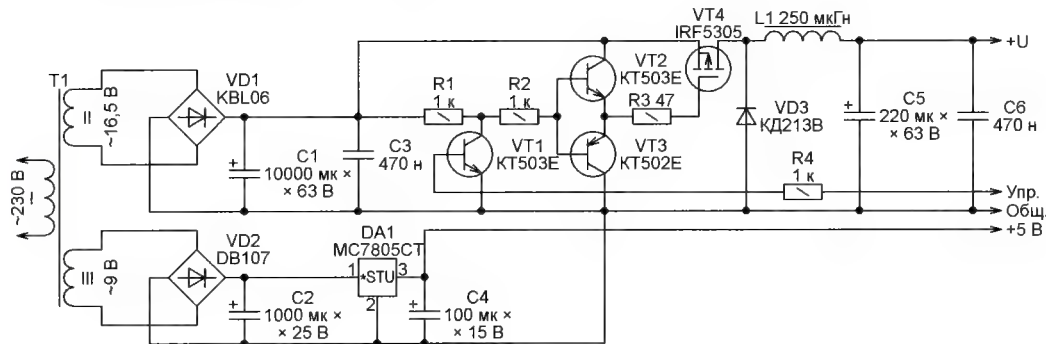 VT4
IRF5305
L1 250 мкГн
+U
T1
II
~16,5 В
VD1
KBL06
R1
1 к
R2
1 к
VT2
КТ503Е
R3 47
VD3
КД213В
C5
220 мк ×
× 63 В
C6
470 н
~230 В
~
C1
10000 мк ×
× 63 В
C3
470 н
VT1
КТ503Е
VT3
КТ502Е
R4
1 к
Упр.
Общ.
+5 В
III
~9 В
VD2
DB107
DA1
MC7805CT
1
*STU
3
2
C2
1000 мк ×
× 25 В
C4
100 мк ×
× 15 В
+
+
+
+